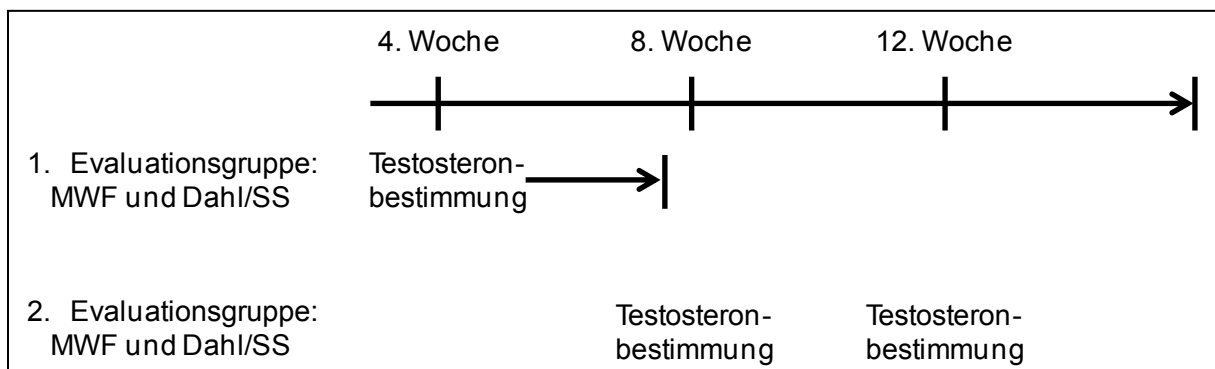 4. Woche 8. Woche 12. Woche
1. Evaluationsgruppe: Testosteron-
MWF und Dahl/SS bestimmung
2. Evaluationsgruppe: Testosteron- Testosteron-
MWF und Dahl/SS bestimmung bestimmung